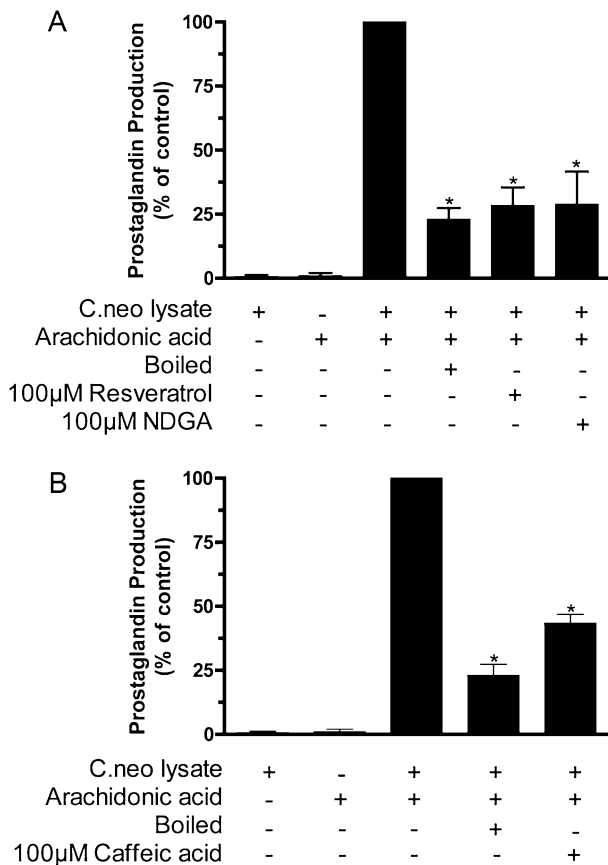 A
Prostaglandin Production
(% of control)
100
75
50
25
0
* * *
C.neo lysate + - + + + +
Arachidonic acid - + + + + +
Boiled - - - + - -
100µM Resveratrol - - - - + -
100µM NDGA - - - - - +
B
Prostaglandin Production
(% of control)
100
75
50
25
0
* *
C.neo lysate + - + + +
Arachidonic acid - + + + +
Boiled - - - + -
100µM Caffeic acid - - - - +